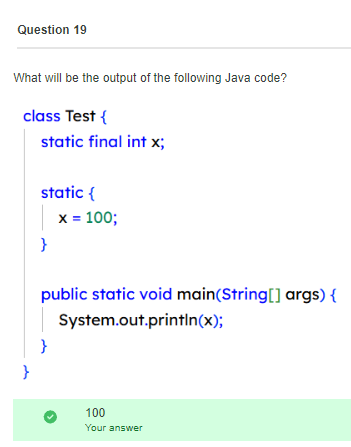 Question 19
What will be the output of the following Java code?
class Test {
static final int x;
static {
x = 100;
}
public static void main(String[] args) {
System.out.println(x);
}
}
100
Your answer